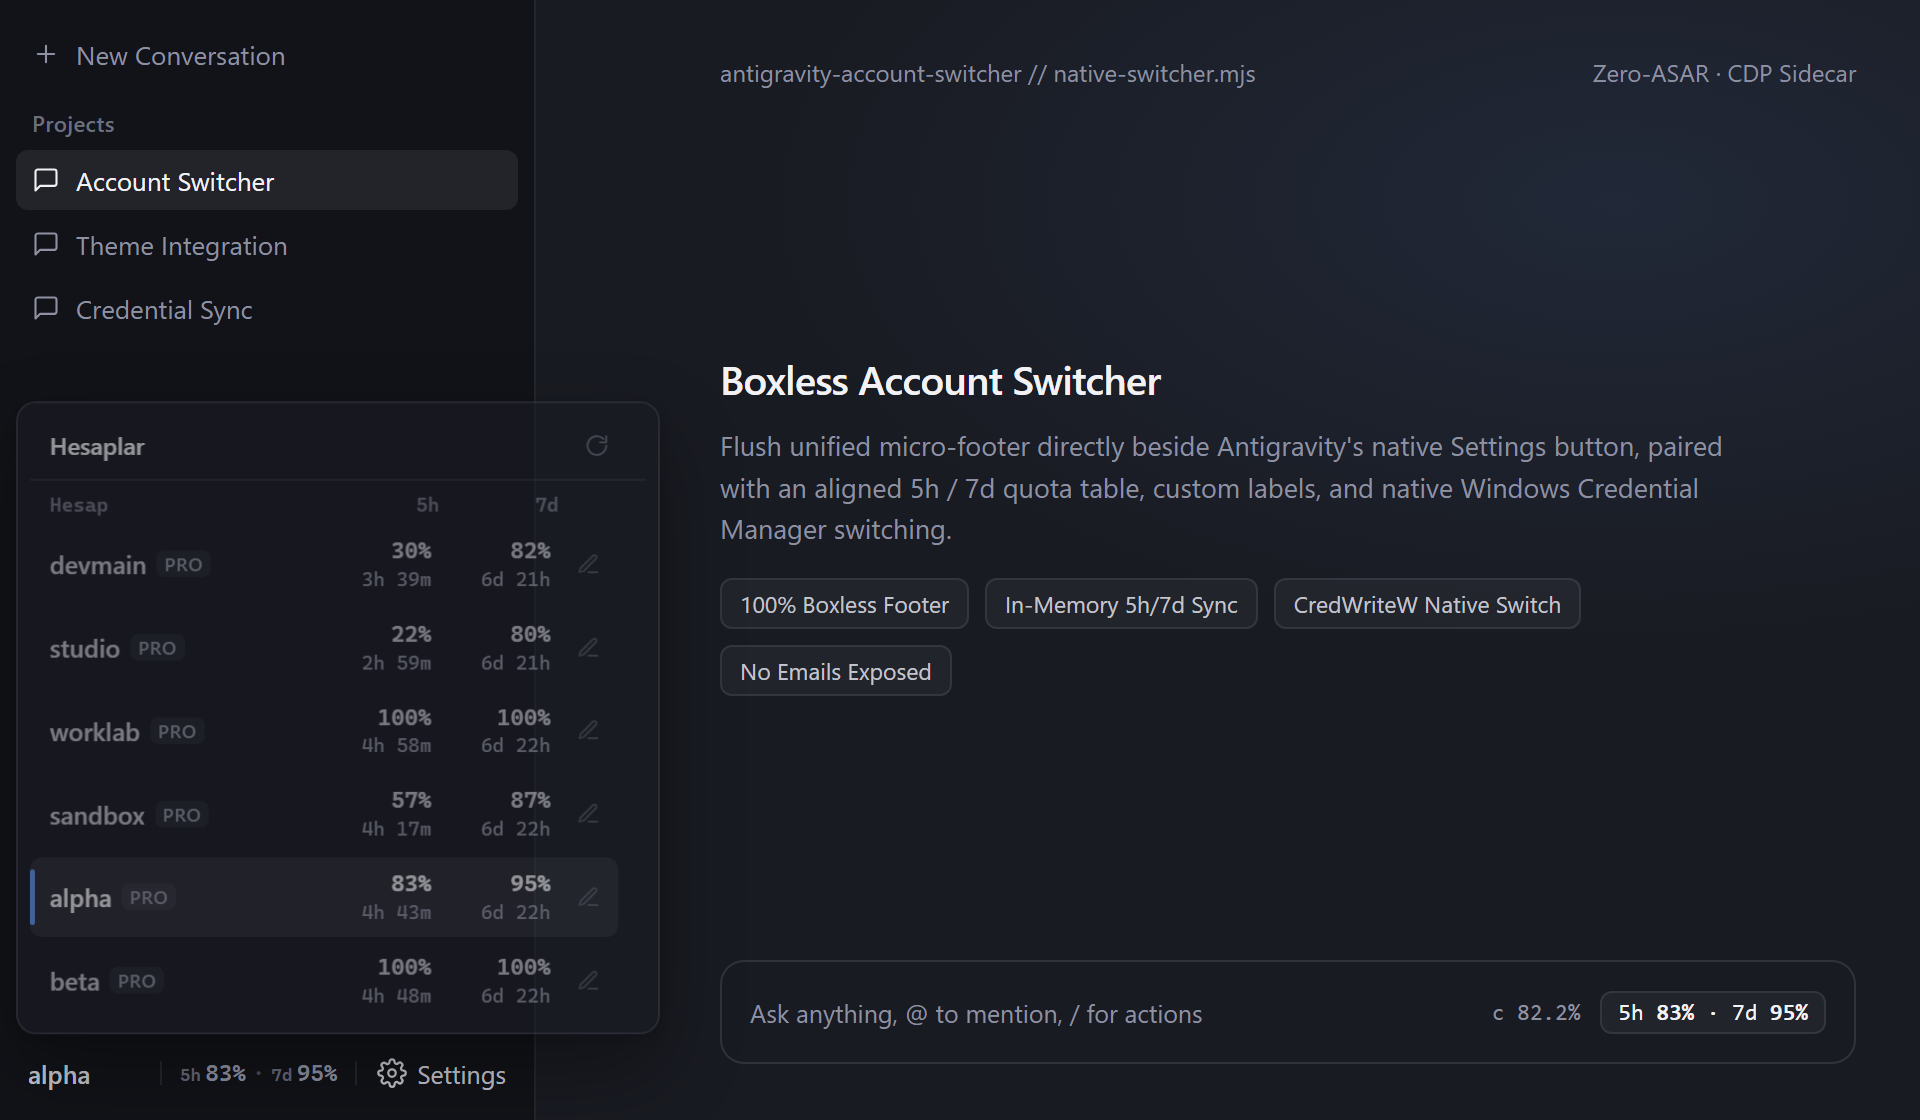 New Conversation
Projects
Account Switcher
Theme Integration
Credential Sync
Hesaplar
Hesap 5h 7d
devmain PRO 30% 82%
3h 39m 6d 21h
studio PRO 22% 80%
2h 59m 6d 21h
worklab PRO 100% 100%
4h 58m 6d 22h
sandbox PRO 57% 87%
4h 17m 6d 22h
alpha PRO 83% 95%
4h 43m 6d 22h
beta PRO 100% 100%
4h 48m 6d 22h
alpha 5h 83% · 7d 95% Settings
antigravity-account-switcher // native-switcher.mjs
Zero-ASAR · CDP Sidecar
Boxless Account Switcher
Flush unified micro-footer directly beside Antigravity's native Settings button, paired
with an aligned 5h / 7d quota table, custom labels, and native Windows Credential
Manager switching.
100% Boxless Footer
In-Memory 5h/7d Sync
CredWriteW Native Switch
No Emails Exposed
Ask anything, @ to mention, / for actions
c 82.2%
5h 83% · 7d 95%